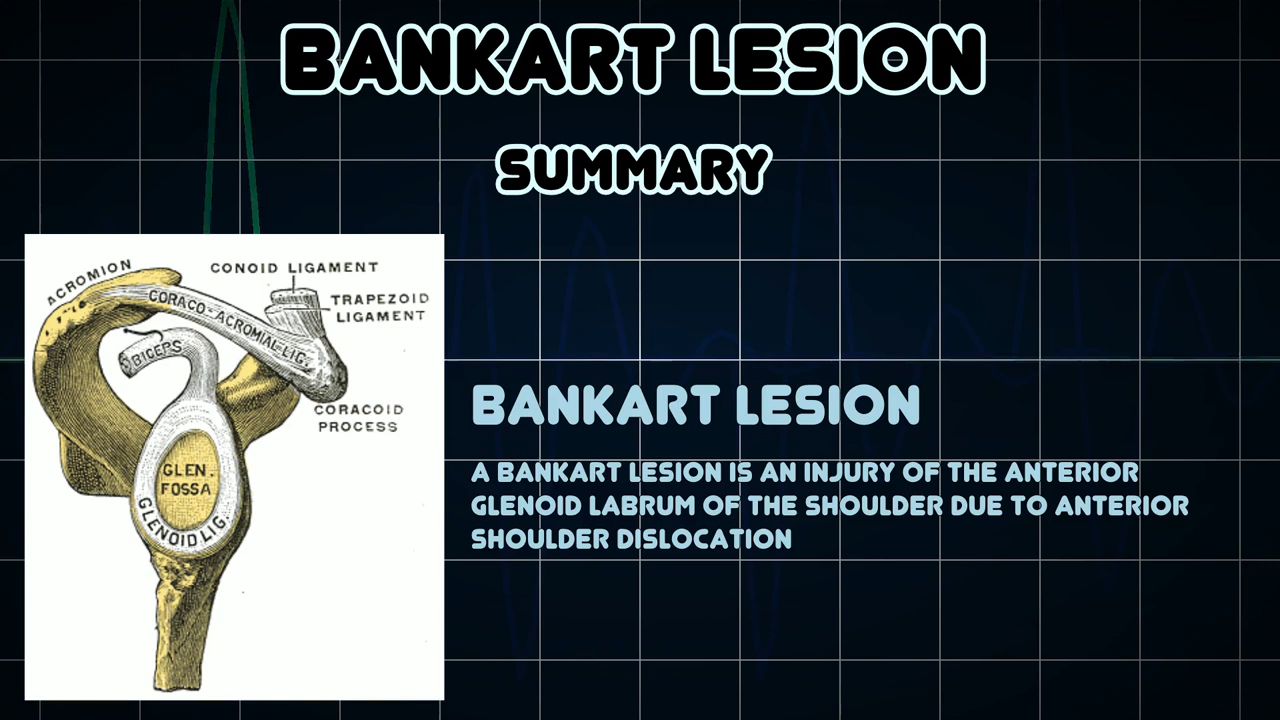 BANKART LESION
SUMMARY
ACROMION
CONOID LIGAMENT
TRAPEZOID
LIGAMENT
CORACO-ACROMIAL LIG.
BICEPS
CORACOID
PROCESS
GLEN.
FOSSA
GLENOID LIG.
BANKART LESION
A BANKART LESION IS AN INJURY OF THE ANTERIOR
GLENOID LABRUM OF THE SHOULDER DUE TO ANTERIOR
SHOULDER DISLOCATION